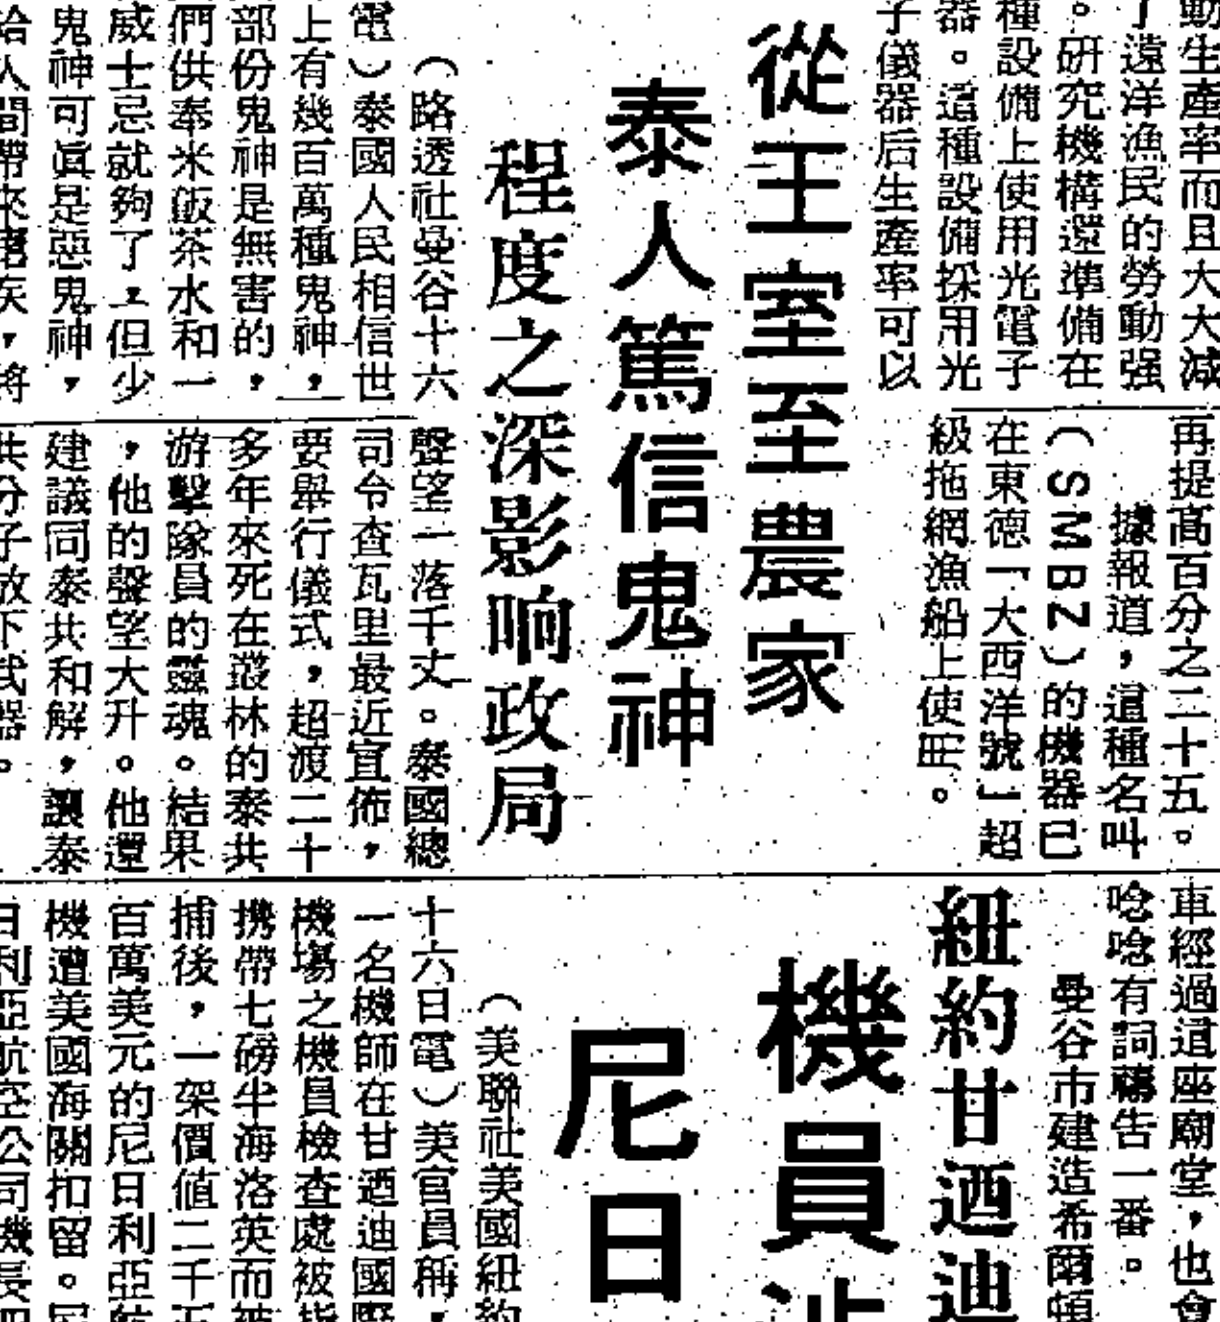 動生產率而且大大減
了遠洋漁民的勞動强
。研究機構還準備在
種設備上使用光電子
器。這種設備採用光
子儀器后生產率可以
再提高百分之二十五。
據報道，這種名叫
（SMBZ）的機器已
在東德「大西洋號」超
級拖網漁船上使用。
從王室至農家
泰人篤信鬼神
程度之深影响政局
（路透社曼谷十六
電）泰國人民相信世
上有幾百萬種鬼神，
部份鬼神是無害的，
們供奉米飯茶水和一
威士忌就夠了，但少
鬼神可眞是惡鬼神，
給人間帶來瘟疾，將
聲望一落千丈。泰國總
司令查瓦里最近宣佈，
要舉行儀式，超渡二十
多年來死在叢林的泰共
游擊隊員的靈魂。結果
，他的聲望大升。他還
建議同泰共和解，讓泰
共分子放下武器。
車經過這座廟堂，也會
唸唸有詞禱告一番。
曼谷市建造希爾頓
紐約甘迺迪
機員涉
尼日
（美聯社美國紐約
十六日電）美官員稱，
一名機師在甘迺迪國際
機場之機員檢查處被指
携帶七磅半海洛英而被
捕後，一架價值二千五
百萬美元的尼日利亞航
機遭美國海關扣留。尼
日利亞航空公司機長四